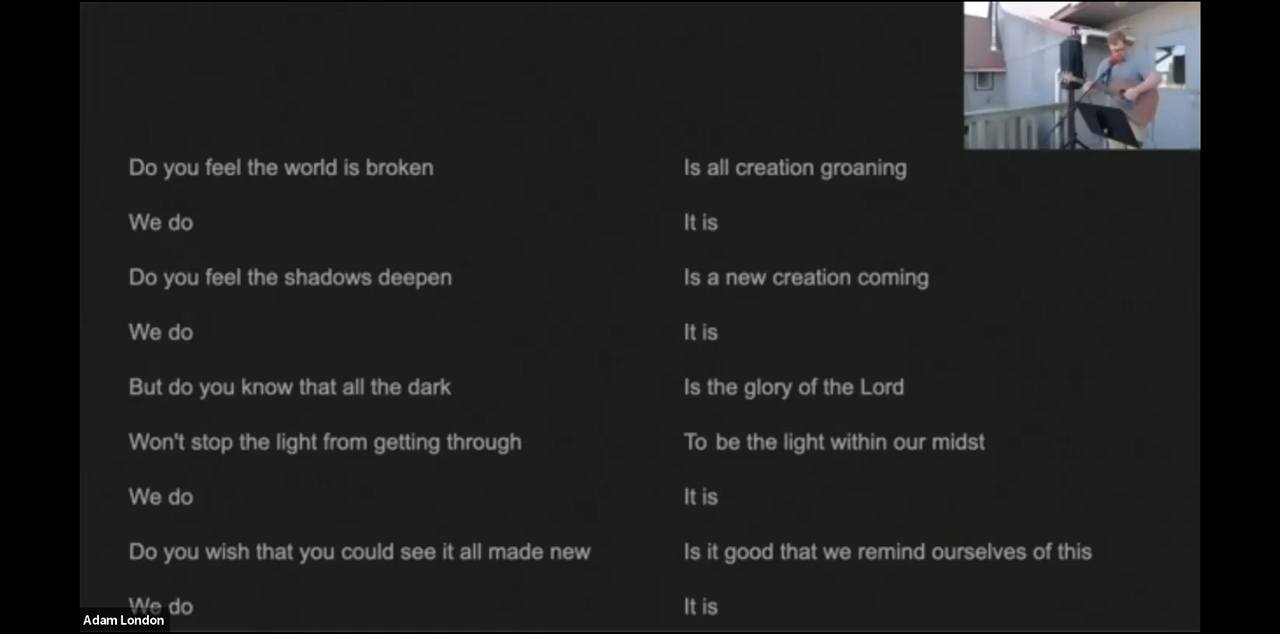 Do you feel the world is broken
We do
Do you feel the shadows deepen
We do
But do you know that all the dark
Won't stop the light from getting through
We do
Do you wish that you could see it all made new
We do
Is all creation groaning
It is
Is a new creation coming
It is
Is the glory of the Lord
To be the light within our midst
It is
Is it good that we remind ourselves of this
It is
Adam London